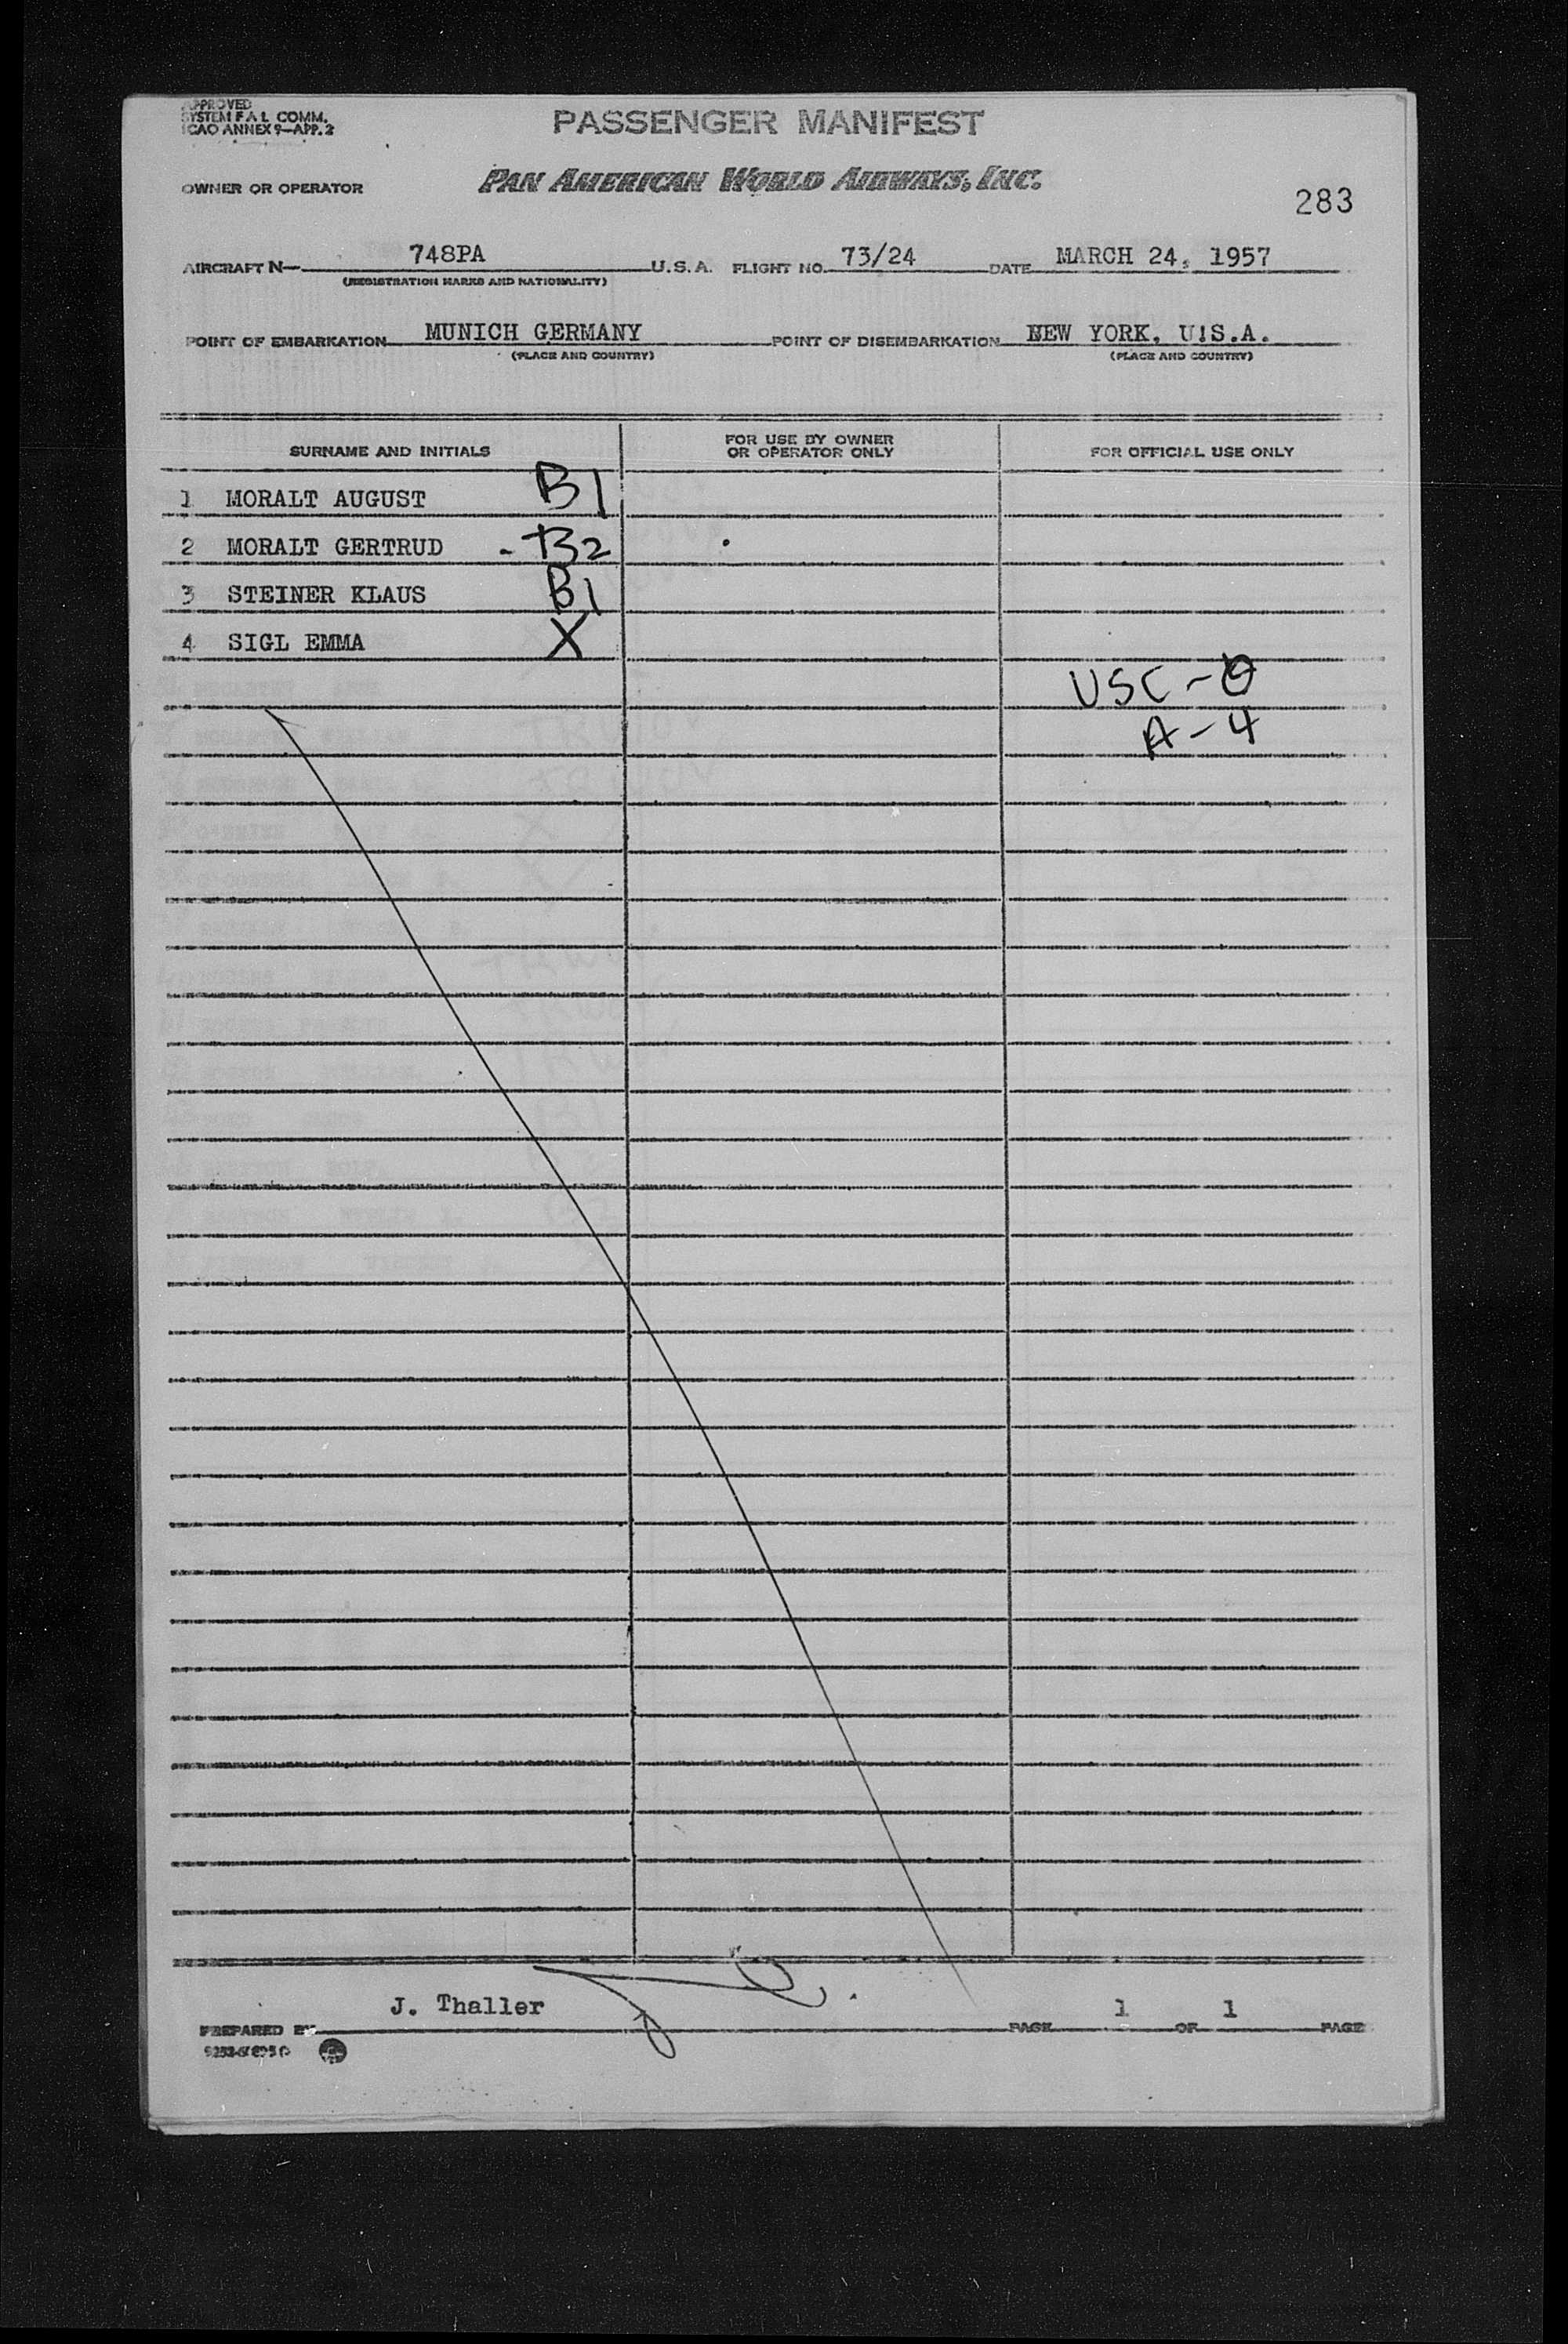 APPROVED
SYSTEM F A L COMM.
ICAO ANNEX 9—APP. 2
PASSENGER MANIFEST
OWNER OR OPERATOR
PAN AMERICAN WORLD AIRWAYS, INC.
283
AIRCRAFT N— 748PA U.S.A. FLIGHT NO. 73/24 DATE MARCH 24, 1957
(REGISTRATION MARKS AND NATIONALITY)
POINT OF EMBARKATION MUNICH GERMANY POINT OF DISEMBARKATION NEW YORK, U!S.A.
(PLACE AND COUNTRY) (PLACE AND COUNTRY)
SURNAME AND INITIALS FOR USE BY OWNER OR OPERATOR ONLY FOR OFFICIAL USE ONLY
1 MORALT AUGUST B1
2 MORALT GERTRUD - B2
3 STEINER KLAUS B1
4 SIGL EMMA X
USC - 0
A - 4
J. Thaller 1 1
PREPARED BY PAGE OF PAGE